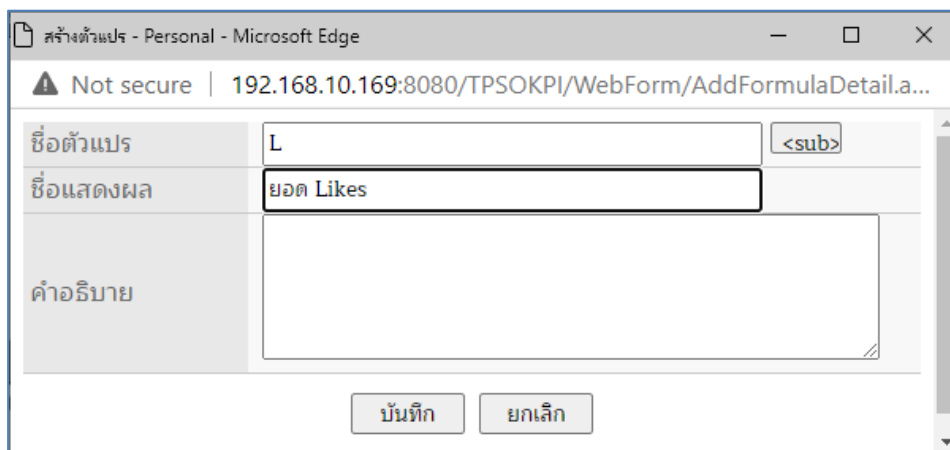 สร้างตัวแปร - Personal - Microsoft Edge
Not secure | 192.168.10.169:8080/TPSOKPI/WebForm/AddFormulaDetail.a...
ชื่อตัวแปร L <sub>
ชื่อแสดงผล ยอด Likes
คำอธิบาย
บันทึก ยกเลิก